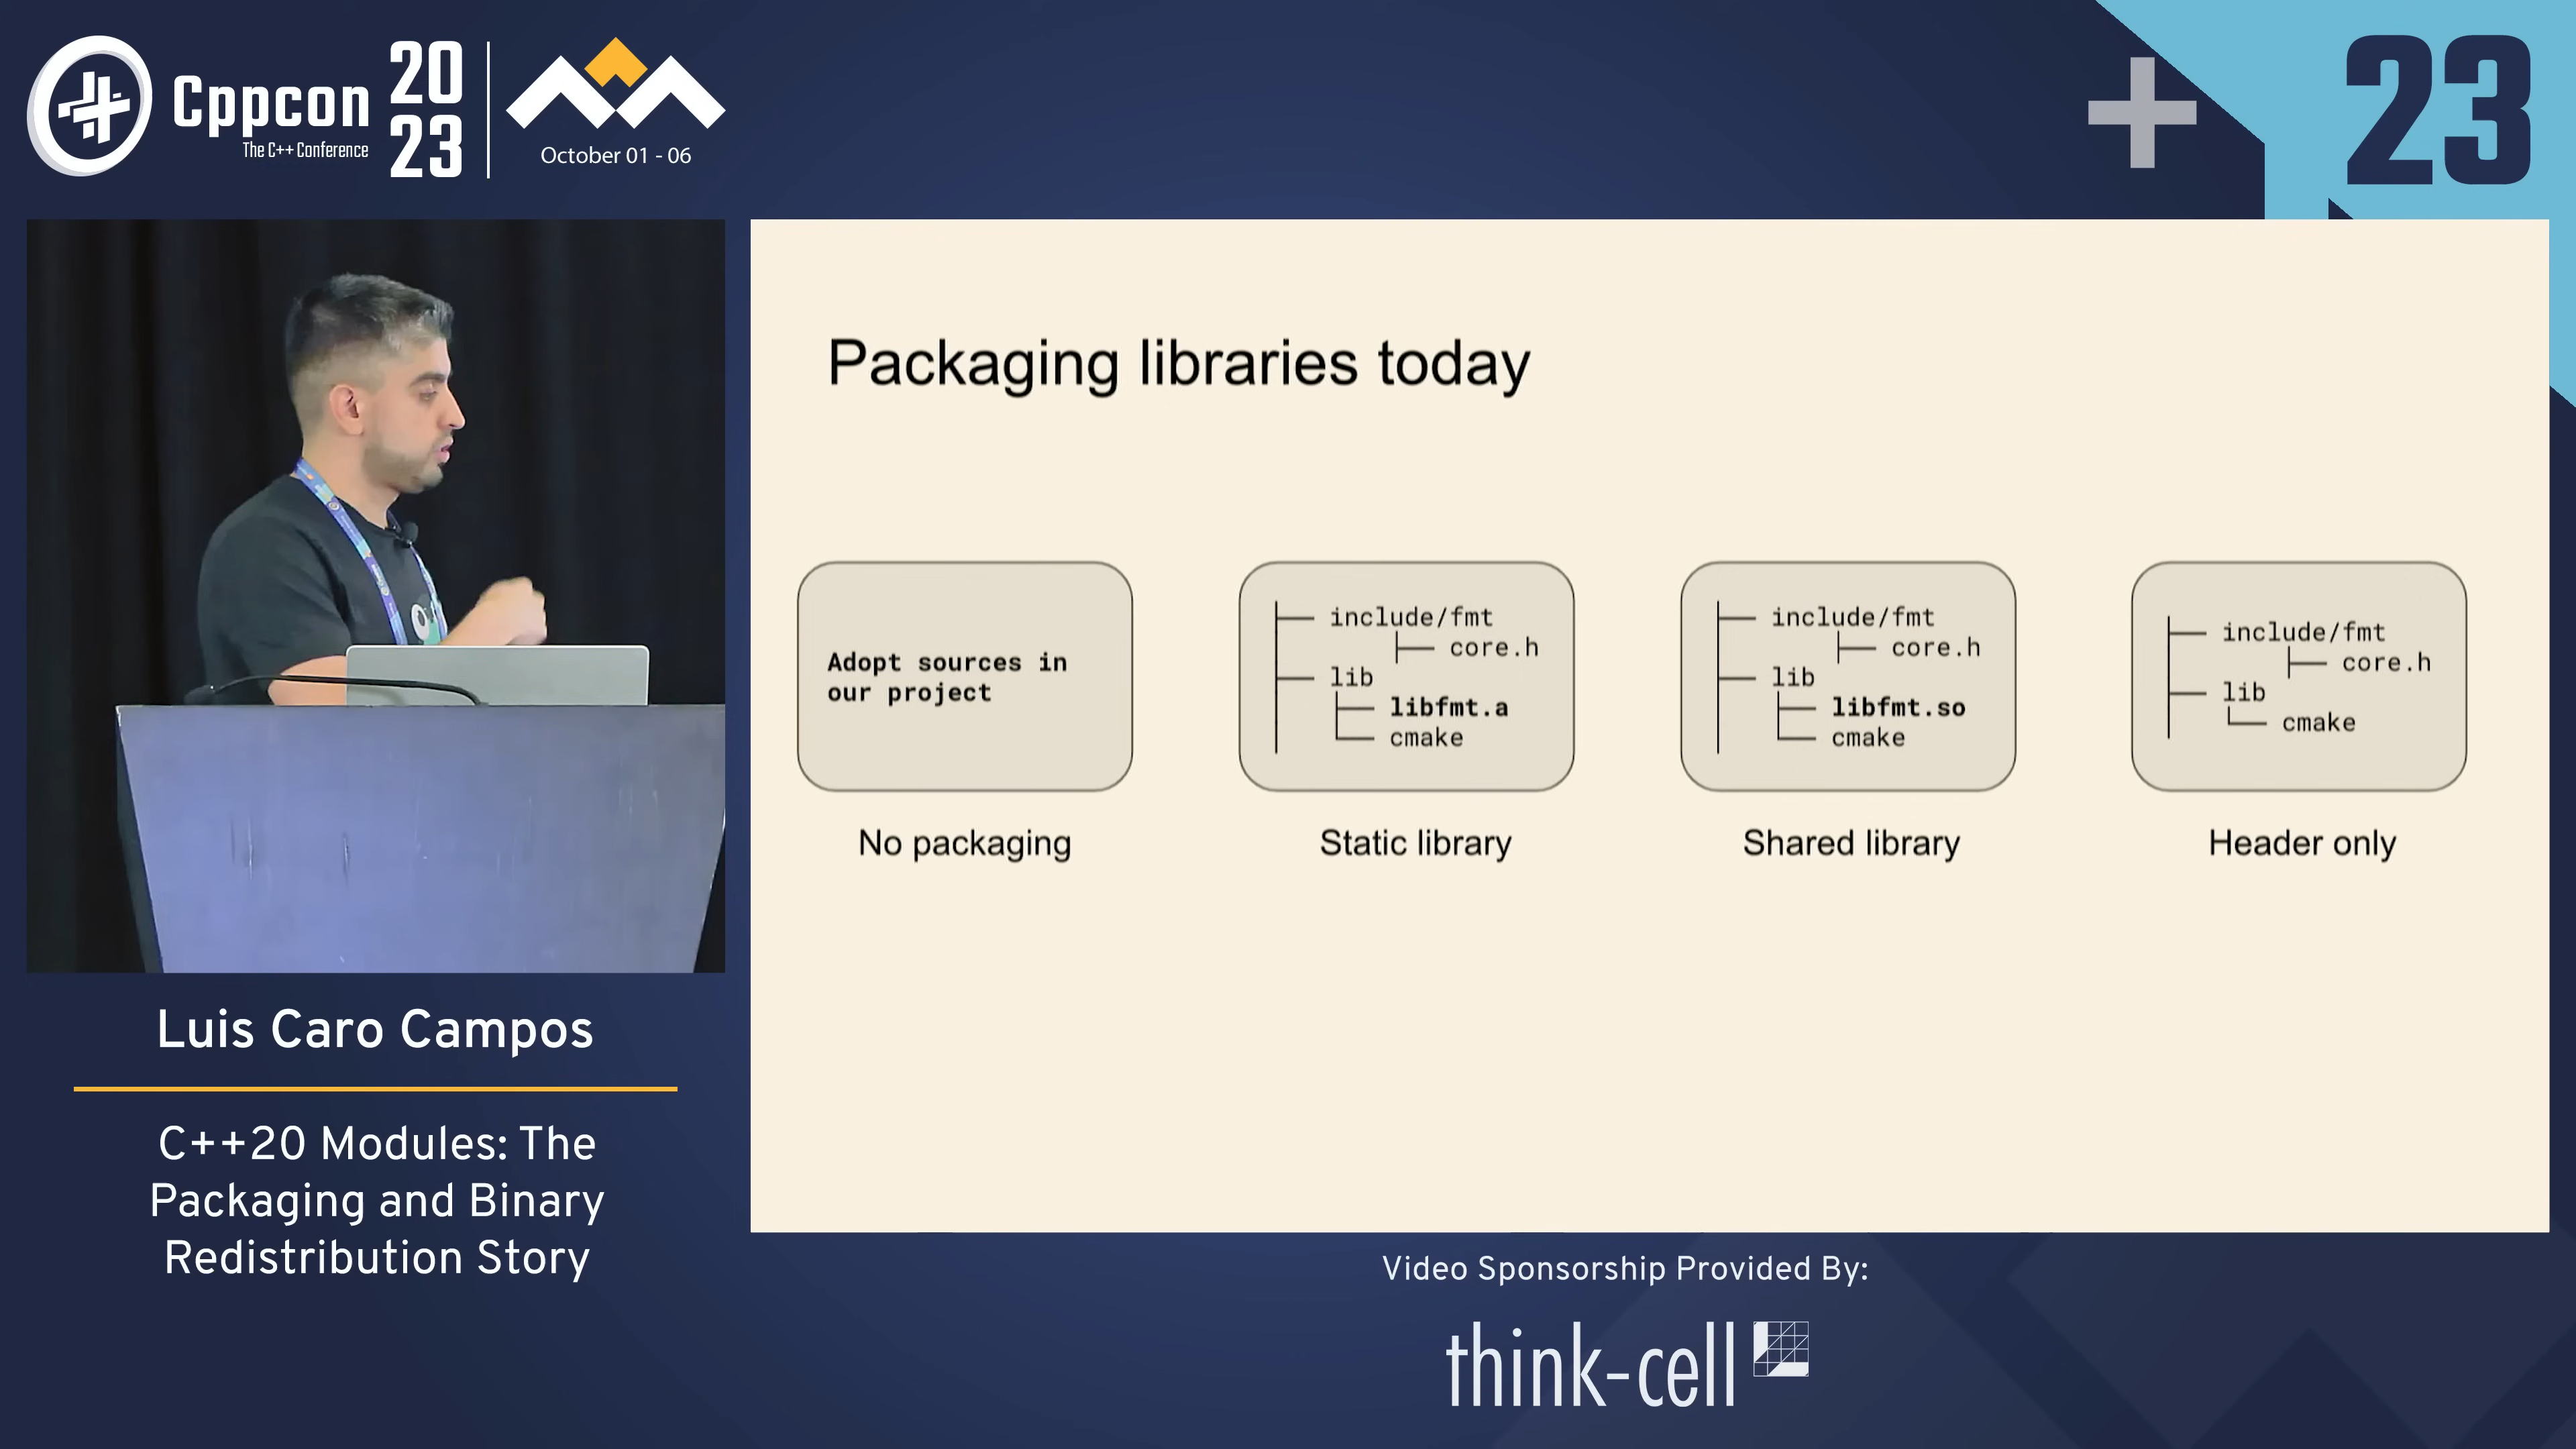 Cppcon
The C++ Conference
20
23
October 01 - 06
23
Packaging libraries today
Adopt sources in
our project
No packaging
include/fmt
core.h
lib
libfmt.a
cmake
Static library
include/fmt
core.h
lib
libfmt.so
cmake
Shared library
include/fmt
core.h
lib
cmake
Header only
Luis Caro Campos
C++20 Modules: The
Packaging and Binary
Redistribution Story
Video Sponsorship Provided By:
think-cell